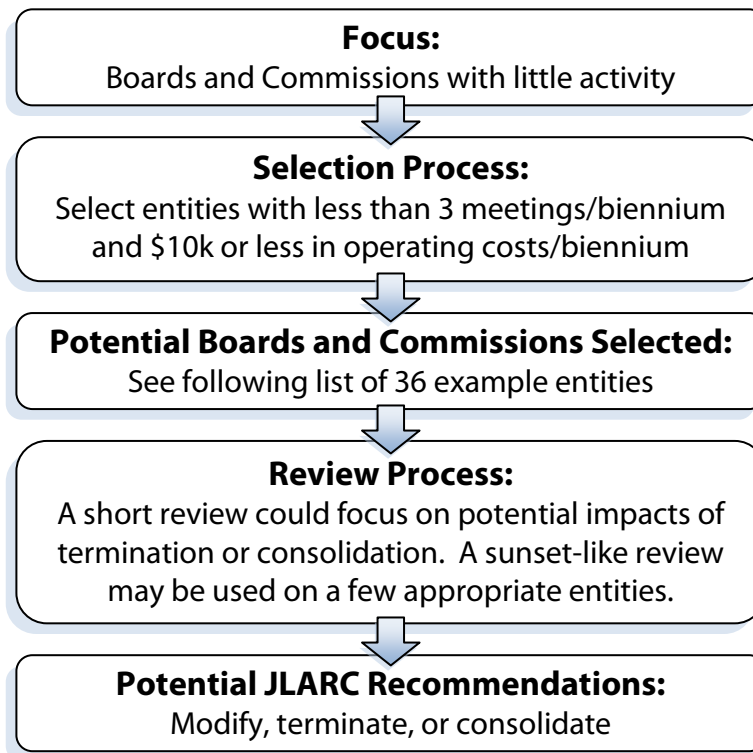 Focus:
Boards and Commissions with little activity
Selection Process:
Select entities with less than 3 meetings/biennium
and $10k or less in operating costs/biennium
Potential Boards and Commissions Selected:
See following list of 36 example entities
Review Process:
A short review could focus on potential impacts of
termination or consolidation.  A sunset-like review
may be used on a few appropriate entities.
Potential JLARC Recommendations:
Modify, terminate, or consolidate